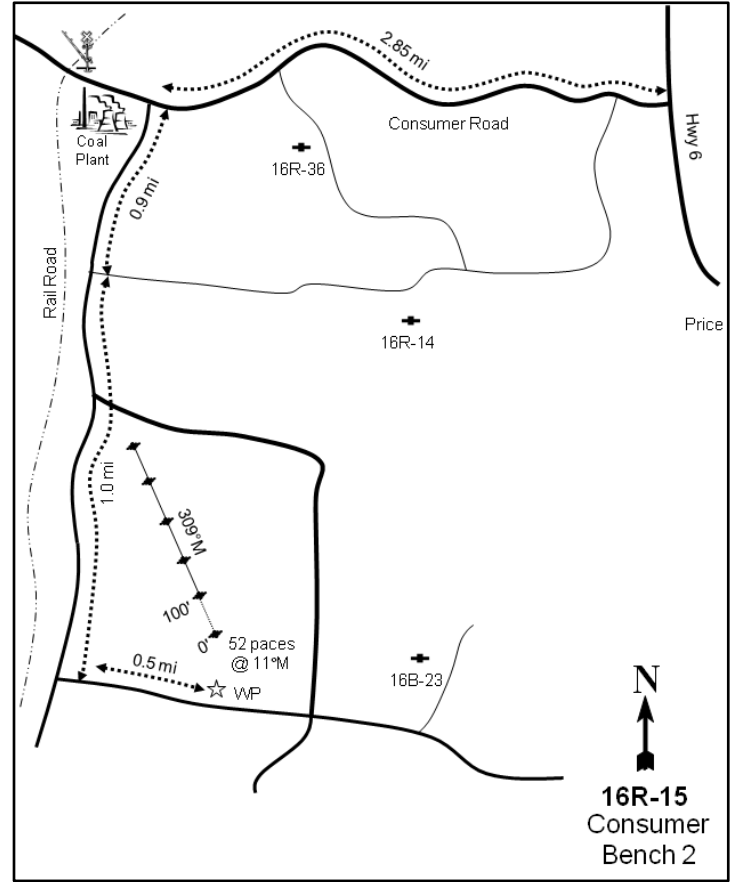 2.85 mi
Consumer Road
Hwy 6
Coal
Plant
16R-36
0.9 mi
Rail Road
16R-14
Price
1.0 mi
309°M
100'
0'
52 paces
@ 11°M
0.5 mi
WP
16B-23
N
16R-15
Consumer
Bench 2